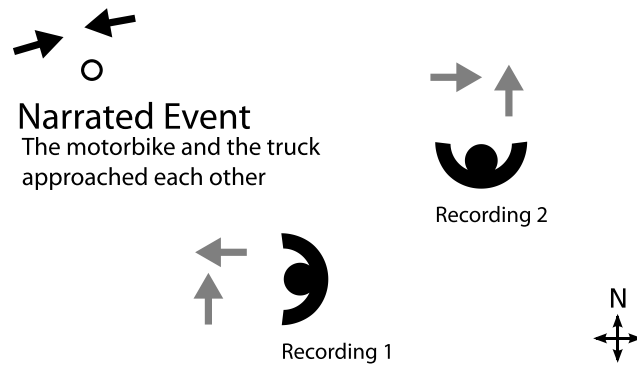 Narrated Event
The motorbike and the truck
approached each other
Recording 2
Recording 1
N